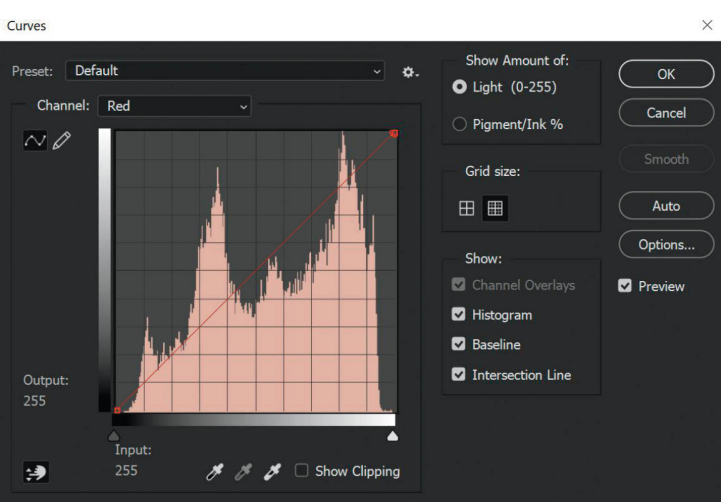 Curves
Preset: Default
Channel: Red
Output:
255
Input:
255
Show Clipping
Show Amount of:
Light (0-255)
Pigment/Ink %
Grid size:
Show:
Channel Overlays
Histogram
Baseline
Intersection Line
OK
Cancel
Smooth
Auto
Options...
Preview